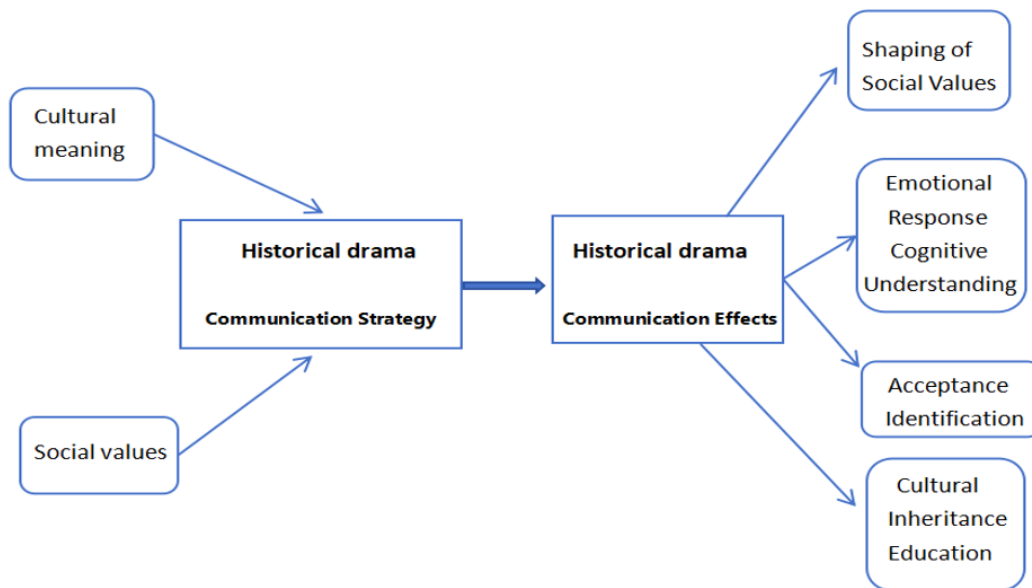 Cultural
meaning
Social values
Historical drama
Communication Strategy
Historical drama
Communication Effects
Shaping of
Social Values
Emotional
Response
Cognitive
Understanding
Acceptance
Identification
Cultural
Inheritance
Education